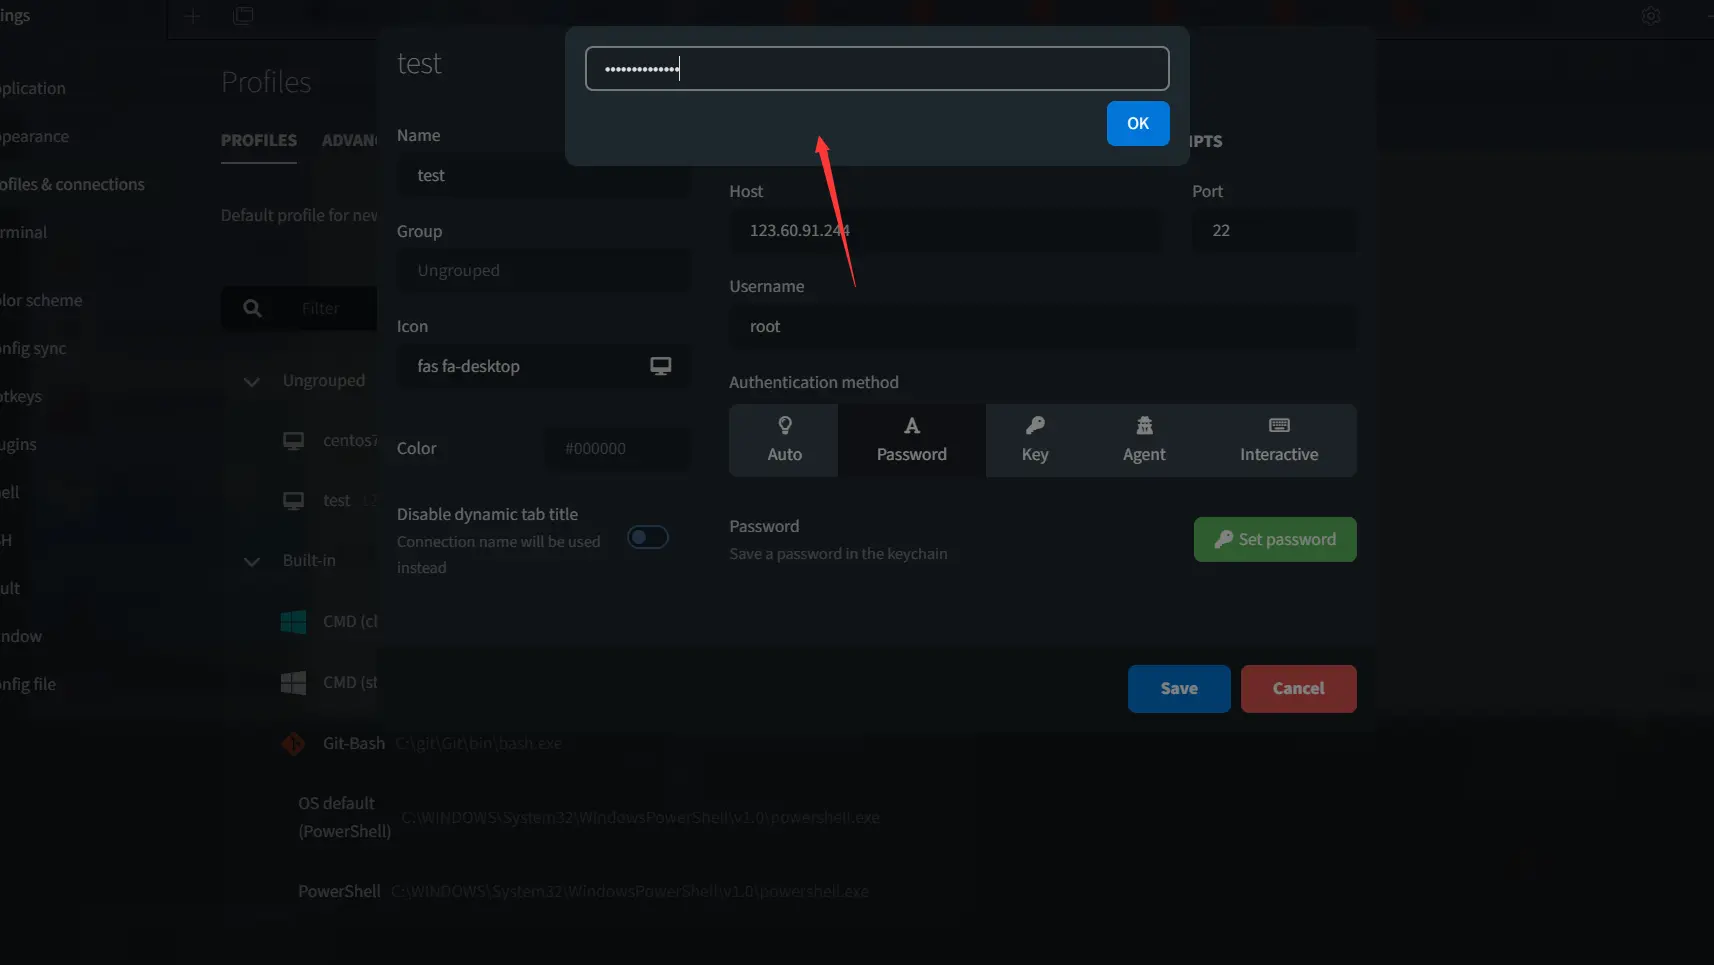 ings
plication
ppearance
ofiles & connections
rminal
lor scheme
nfig sync
otkeys
ugins
ell
H
ult
ndow
nfig file
Profiles
PROFILES
ADVAN
Default profile for new
Filter
Ungrouped
centos7
test
Built-in
CMD (cl
CMD (st
Git-Bash C:\git\Git\bin\bash.exe
OS default
(PowerShell)
C:\WINDOWS\System32\WindowsPowerShell\v1.0\powershell.exe
PowerShell C:\WINDOWS\System32\WindowsPowerShell\v1.0\powershell.exe
test
Name
test
Group
Ungrouped
Icon
fas fa-desktop
Color
#000000
Disable dynamic tab title
Connection name will be used
instead
OK
IPTS
Host
Port
123.60.91.244
22
Username
root
Authentication method
Auto
Password
Key
Agent
Interactive
Password
Save a password in the keychain
Set password
Save
Cancel